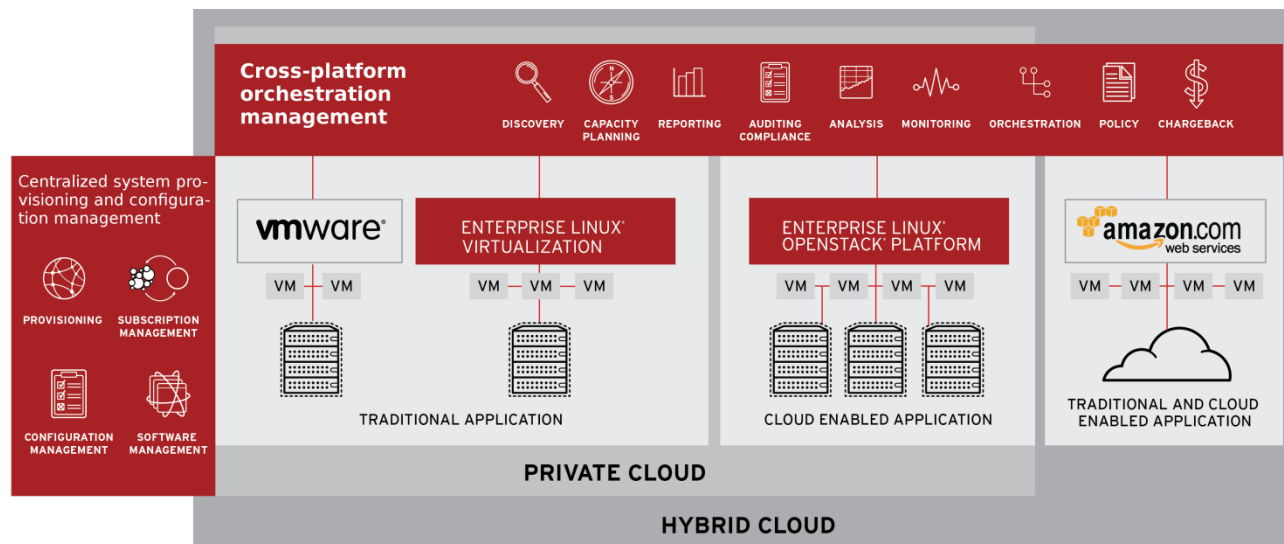 Cross-platform
orchestration
management
DISCOVERY
CAPACITY
PLANNING
REPORTING
AUDITING
COMPLIANCE
ANALYSIS
MONITORING
ORCHESTRATION
POLICY
CHARGEBACK
Centralized system pro-
visioning and configura-
tion management
PROVISIONING
SUBSCRIPTION
MANAGEMENT
CONFIGURATION
MANAGEMENT
SOFTWARE
MANAGEMENT
vmware®
VM VM
ENTERPRISE LINUX®
VIRTUALIZATION
VM VM VM
TRADITIONAL APPLICATION
ENTERPRISE LINUX®
OPENSTACK® PLATFORM
VM VM VM VM
CLOUD ENABLED APPLICATION
amazon.com
web services
VM VM VM VM
TRADITIONAL AND CLOUD
ENABLED APPLICATION
PRIVATE CLOUD
HYBRID CLOUD